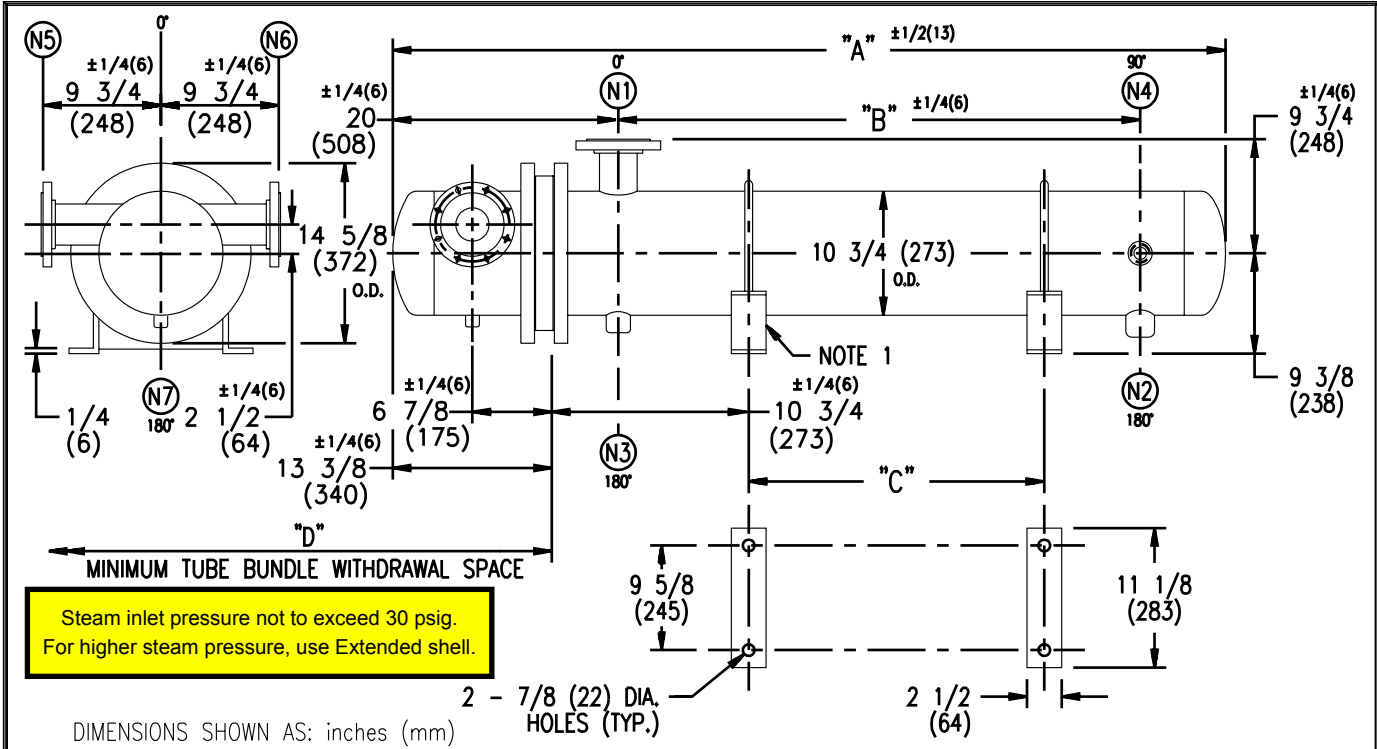 N5
0°
N6
±1/4(6)
±1/4(6)
9 3/4
(248)
9 3/4
(248)
±1/4(6)
20
(508)
"A" ±1/2(13)
0°
N1
"B" ±1/4(6)
90°
N4
±1/4(6)
9 3/4
(248)
14 5/8
(372)
O.D.
10 3/4 (273)
O.D.
NOTE 1
1/4
(6)
N7
180°
±1/4(6)
2 1/2
(64)
±1/4(6)
6 7/8
(175)
±1/4(6)
13 3/8
(340)
±1/4(6)
10 3/4
(273)
N3
180°
N2
180°
9 3/8
(238)
"C"
"D"
MINIMUM TUBE BUNDLE WITHDRAWAL SPACE
Steam inlet pressure not to exceed 30 psig.
For higher steam pressure, use Extended shell.
9 5/8
(245)
11 1/8
(283)
2 - 7/8 (22) DIA.
HOLES (TYP.)
2 1/2
(64)
DIMENSIONS SHOWN AS: inches (mm)